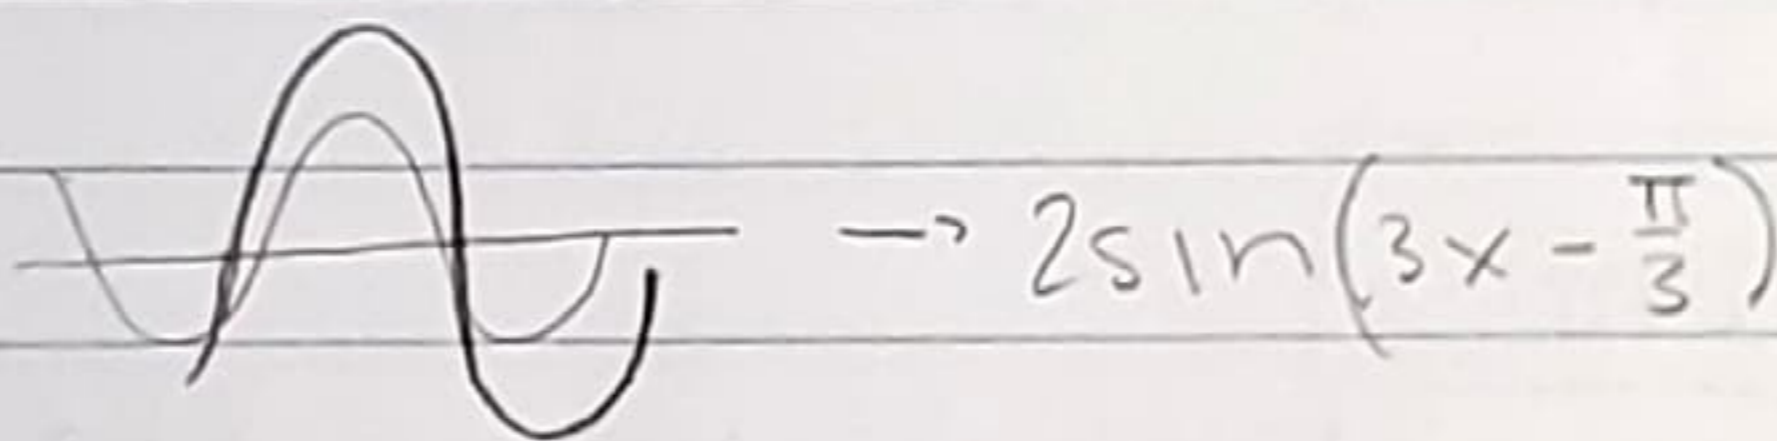 → 2sin(3x - π/3)